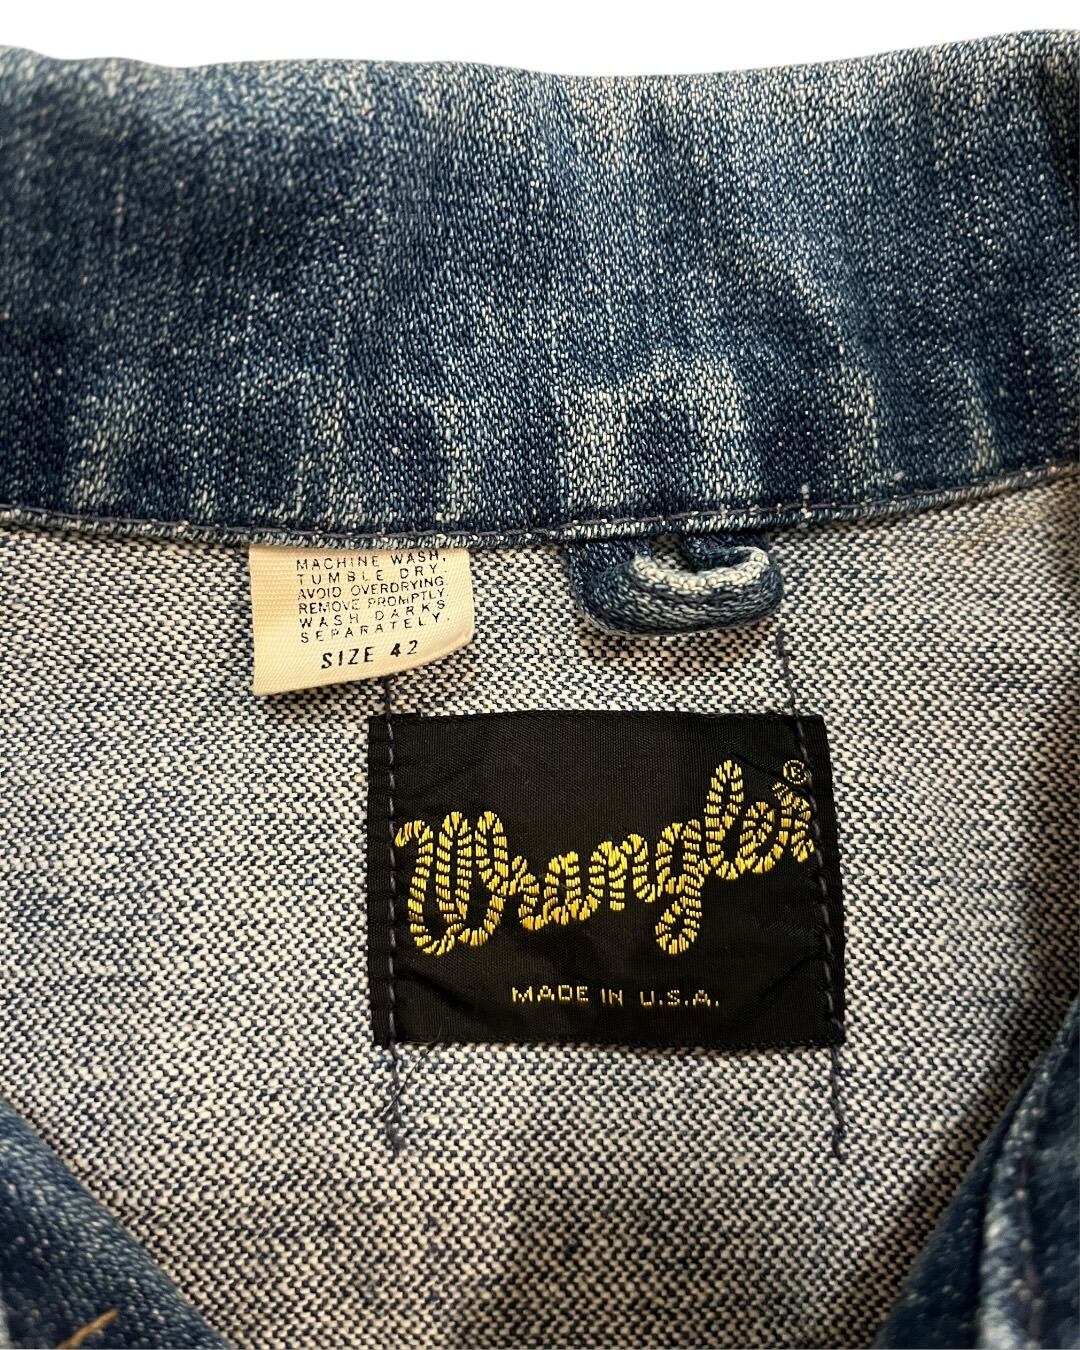 MACHINE WASH,
TUMBLE DRY.
AVOID OVERDRYING
REMOVE PROMPTLY.
WASH DARKS
SEPARATELY.
SIZE 42
Wrangler®
MADE IN U.S.A.